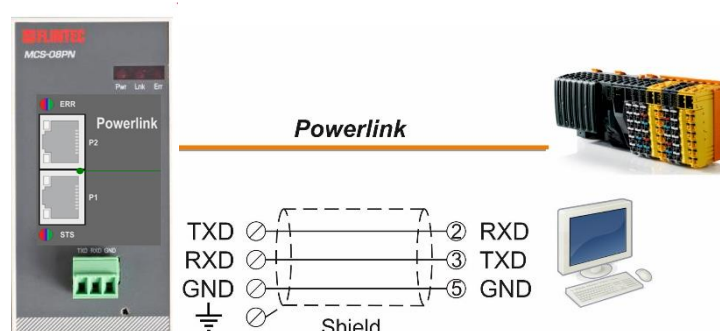 FLINTEC
MCS-08PN
Pwr Lnk Err
ERR
Powerlink
P2
P1
STS
TXD RXD GND
Powerlink
TXD 2 RXD
RXD 3 TXD
GND 5 GND
Shield